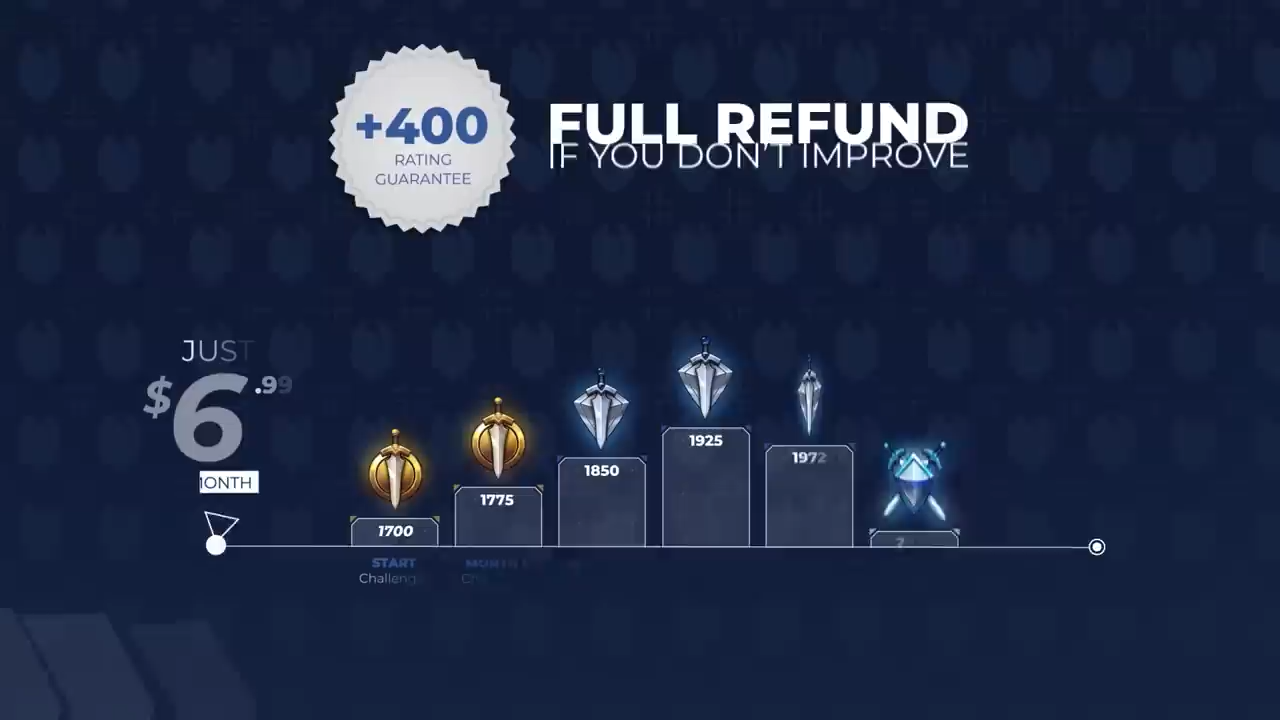 +400
RATING
GUARANTEE
FULL REFUND
IF YOU DON'T IMPROVE
JUST
$6.99
1925
1850
1972
1775
1700
START